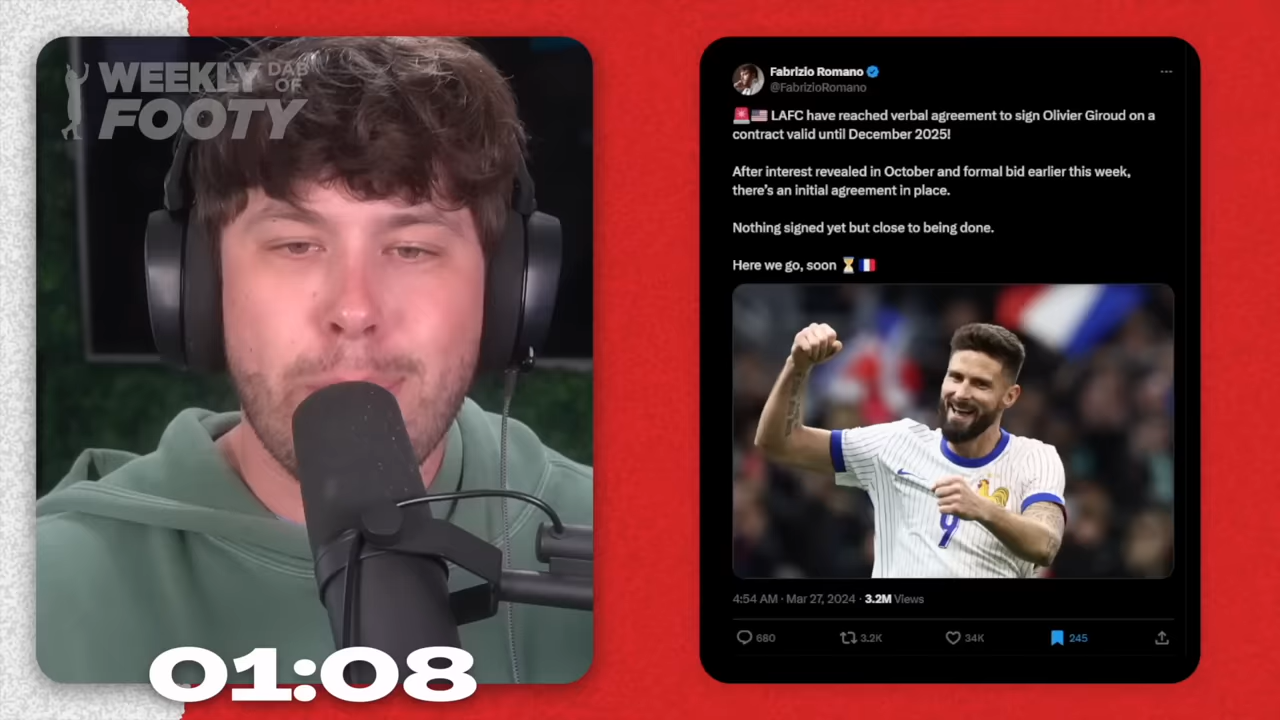 WEEKLY DAB
OF
FOOTY
01:08
Fabrizio Romano
@FabrizioRomano
🚨🇺🇸 LAFC have reached verbal agreement to sign Olivier Giroud on a
contract valid until December 2025!
After interest revealed in October and formal bid earlier this week,
there's an initial agreement in place.
Nothing signed yet but close to being done.
Here we go, soon ⏳🇫🇷
9
4:54 AM · Mar 27, 2024 · 3.2M Views
680 3.2K 34K 245